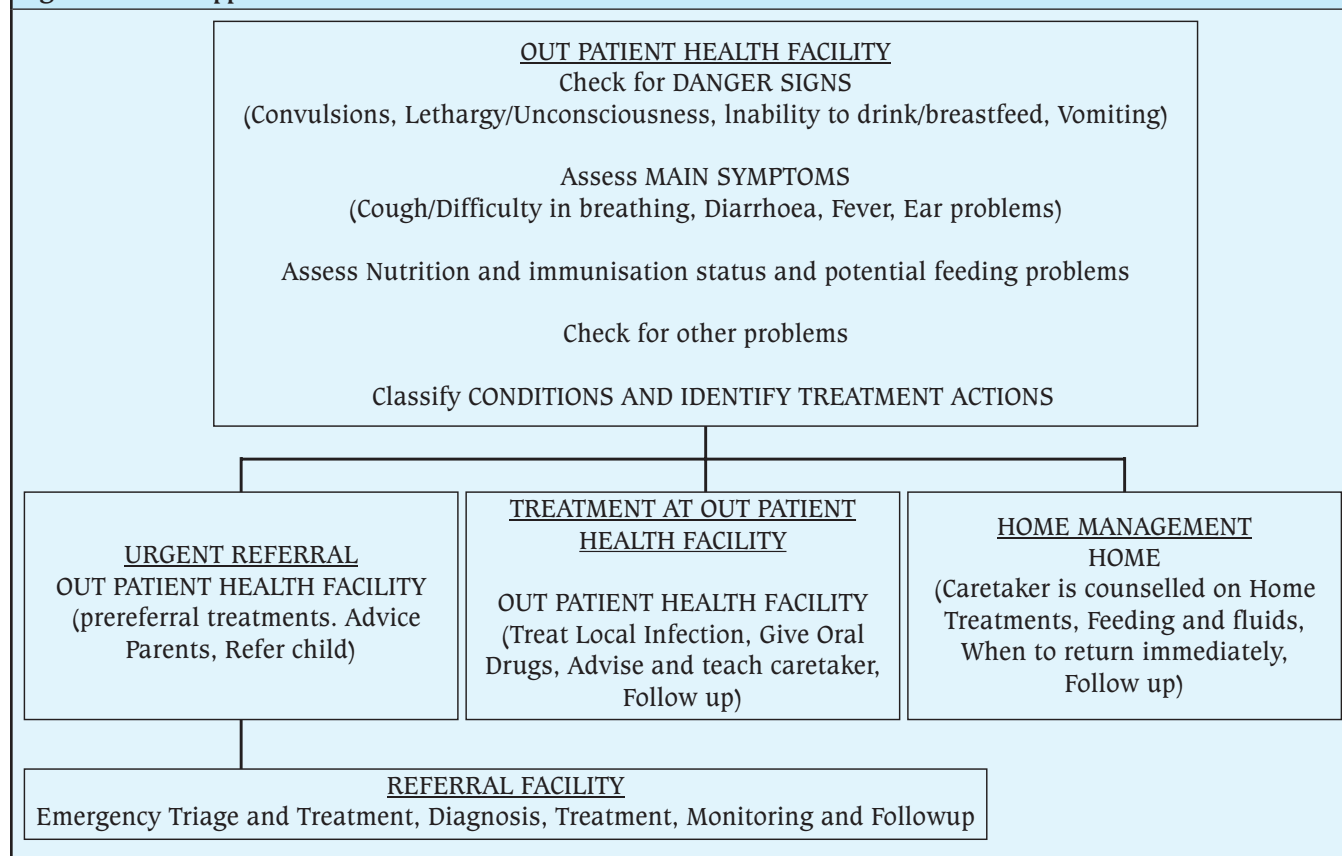 OUT PATIENT HEALTH FACILITY
Check for DANGER SIGNS
(Convulsions, Lethargy/Unconsciousness, lnability to drink/breastfeed, Vomiting)
Assess MAIN SYMPTOMS
(Cough/Difficulty in breathing, Diarrhoea, Fever, Ear problems)
Assess Nutrition and immunisation status and potential feeding problems
Check for other problems
Classify CONDITIONS AND IDENTIFY TREATMENT ACTIONS
URGENT REFERRAL
OUT PATIENT HEALTH FACILITY
(prereferral treatments. Advice
Parents, Refer child)
TREATMENT AT OUT PATIENT
HEALTH FACILITY
OUT PATIENT HEALTH FACILITY
(Treat Local Infection, Give Oral
Drugs, Advise and teach caretaker,
Follow up)
HOME MANAGEMENT
HOME
(Caretaker is counselled on Home
Treatments, Feeding and fluids,
When to return immediately,
Follow up)
REFERRAL FACILITY
Emergency Triage and Treatment, Diagnosis, Treatment, Monitoring and Followup